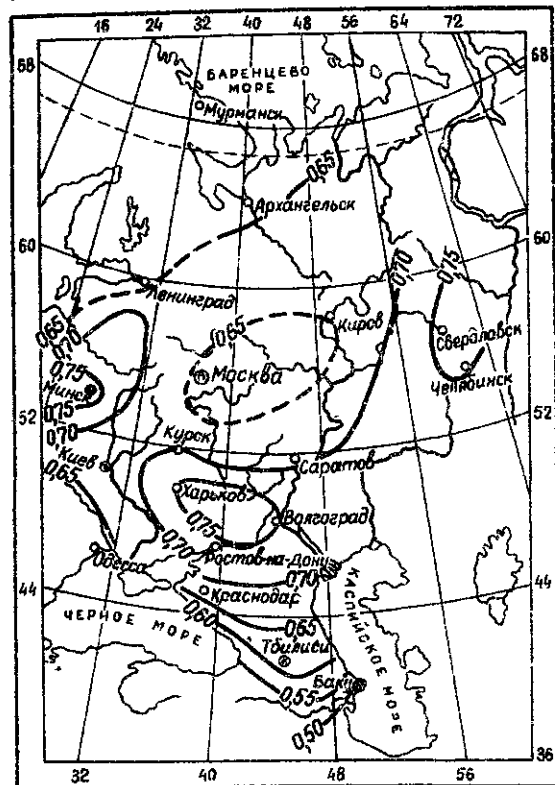 16 24 32 40 48 56 64 72
68 68
БАРЕНЦЕВО
МОРЕ
Мурманск
0,65
Архангельск
60 60
0,70
0,75
Ленинград
0,65
0,70
0,65
Киров
Свердловск
0,75
Минск
Москва
Челябинск
0,75
52 52
0,70
Курск
Киев
Саратов
0,65
Харьков
0,75
Волгоград
0,70
Ростов-на-Дону
Одесса
0,70
44 44
Краснодар
КАСПИЙСКОЕ МОРЕ
ЧЕРНОЕ МОРЕ
0,60
0,65
Тбилиси
Баку
0,55
0,50
36
32 40 48 56